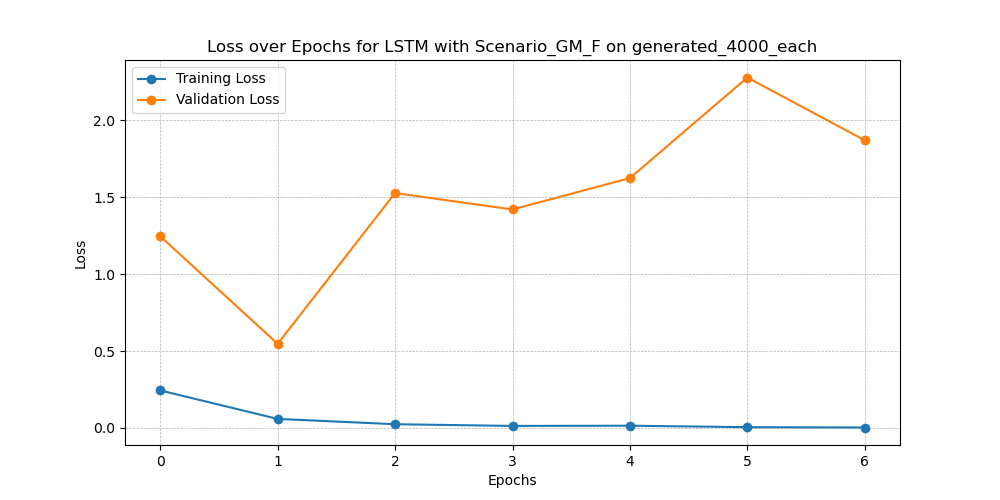 Loss over Epochs for LSTM with Scenario_GM_F on generated_4000_each
Training Loss
Validation Loss
2.0
1.5
1.0
0.5
0.0
Loss
0 1 2 3 4 5 6
Epochs